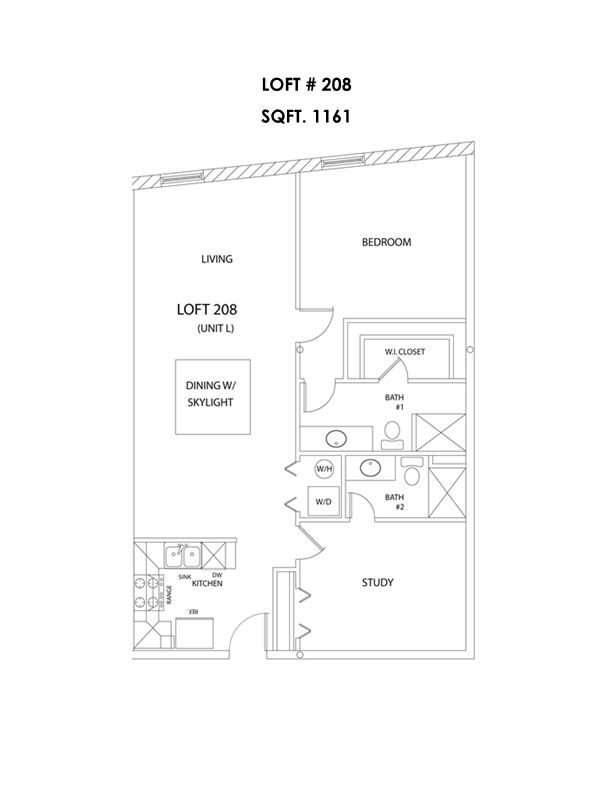 LOFT # 208
SQFT. 1161
BEDROOM
LIVING
LOFT 208
(UNIT L)
W.I. CLOSET
DINING W/
SKYLIGHT
BATH
#1
W/H
W/D
BATH
#2
SINK
DW
KITCHEN
RANGE
REF.
STUDY